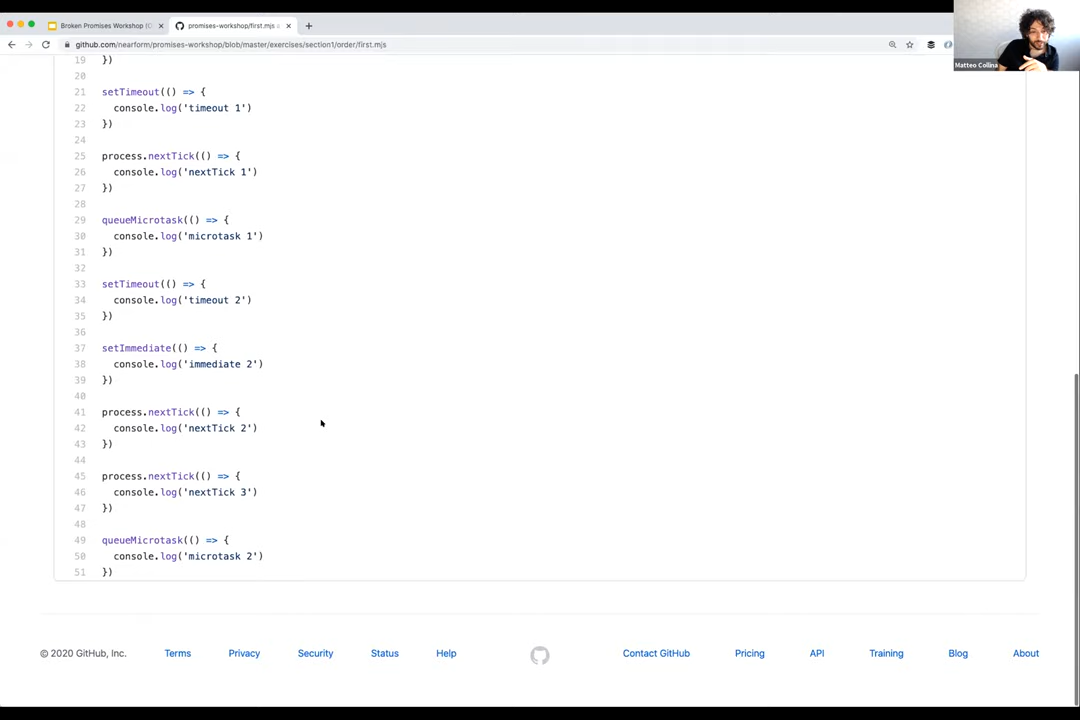 Broken Promises Workshop (C
promises-workshop/first.mjs
github.com/nearform/promises-workshop/blob/master/exercises/section1/order/first.mjs
Matteo Collina
19 })
20
21 setTimeout(() => {
22 console.log('timeout 1')
23 })
24
25 process.nextTick(() => {
26 console.log('nextTick 1')
27 })
28
29 queueMicrotask(() => {
30 console.log('microtask 1')
31 })
32
33 setTimeout(() => {
34 console.log('timeout 2')
35 })
36
37 setImmediate(() => {
38 console.log('immediate 2')
39 })
40
41 process.nextTick(() => {
42 console.log('nextTick 2')
43 })
44
45 process.nextTick(() => {
46 console.log('nextTick 3')
47 })
48
49 queueMicrotask(() => {
50 console.log('microtask 2')
51 })
© 2020 GitHub, Inc. Terms Privacy Security Status Help Contact GitHub Pricing API Training Blog About